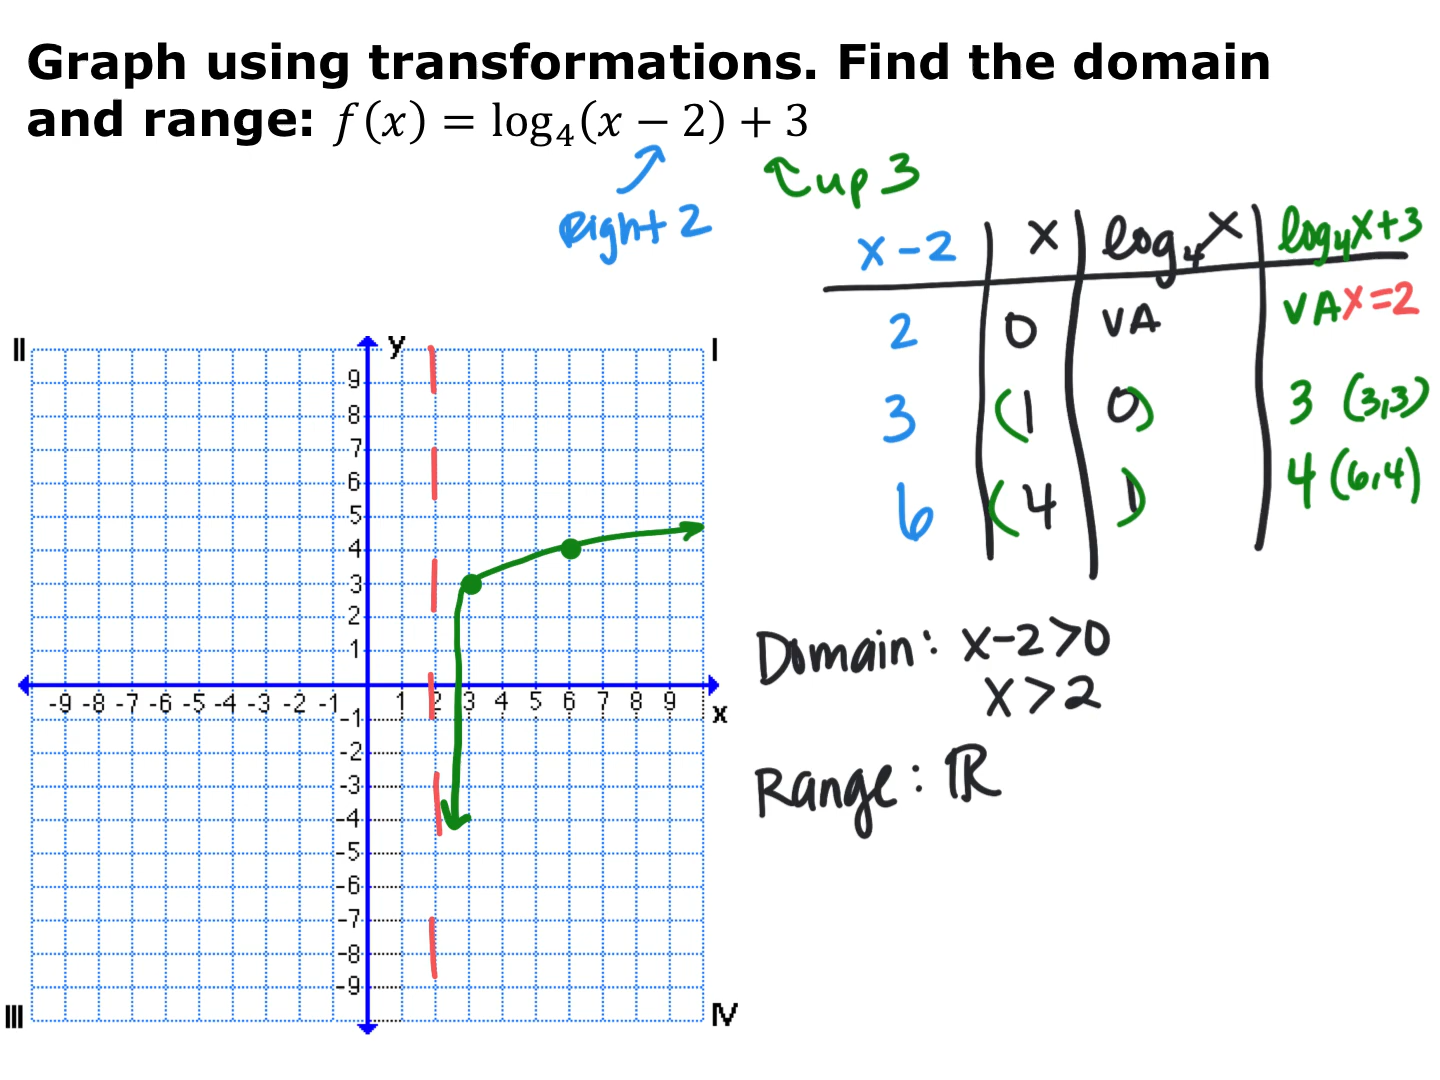 Graph using transformations. Find the domain
and range: f(x) = log₄(x − 2) + 3
Right 2
up 3
x-2 | x | log₄x | log₄x+3
2 | 0 | VA | VA x=2
3 | (1 | 0) | 3 (3,3)
6 | (4 | 1) | 4 (6,4)
Domain: x-2>0
x>2
Range: ℝ
II y I
9
8
7
6
5
4
3
2
1
-9 -8 -7 -6 -5 -4 -3 -2 -1 1 2 3 4 5 6 7 8 9 x
-1
-2
-3
-4
-5
-6
-7
-8
-9
III IV